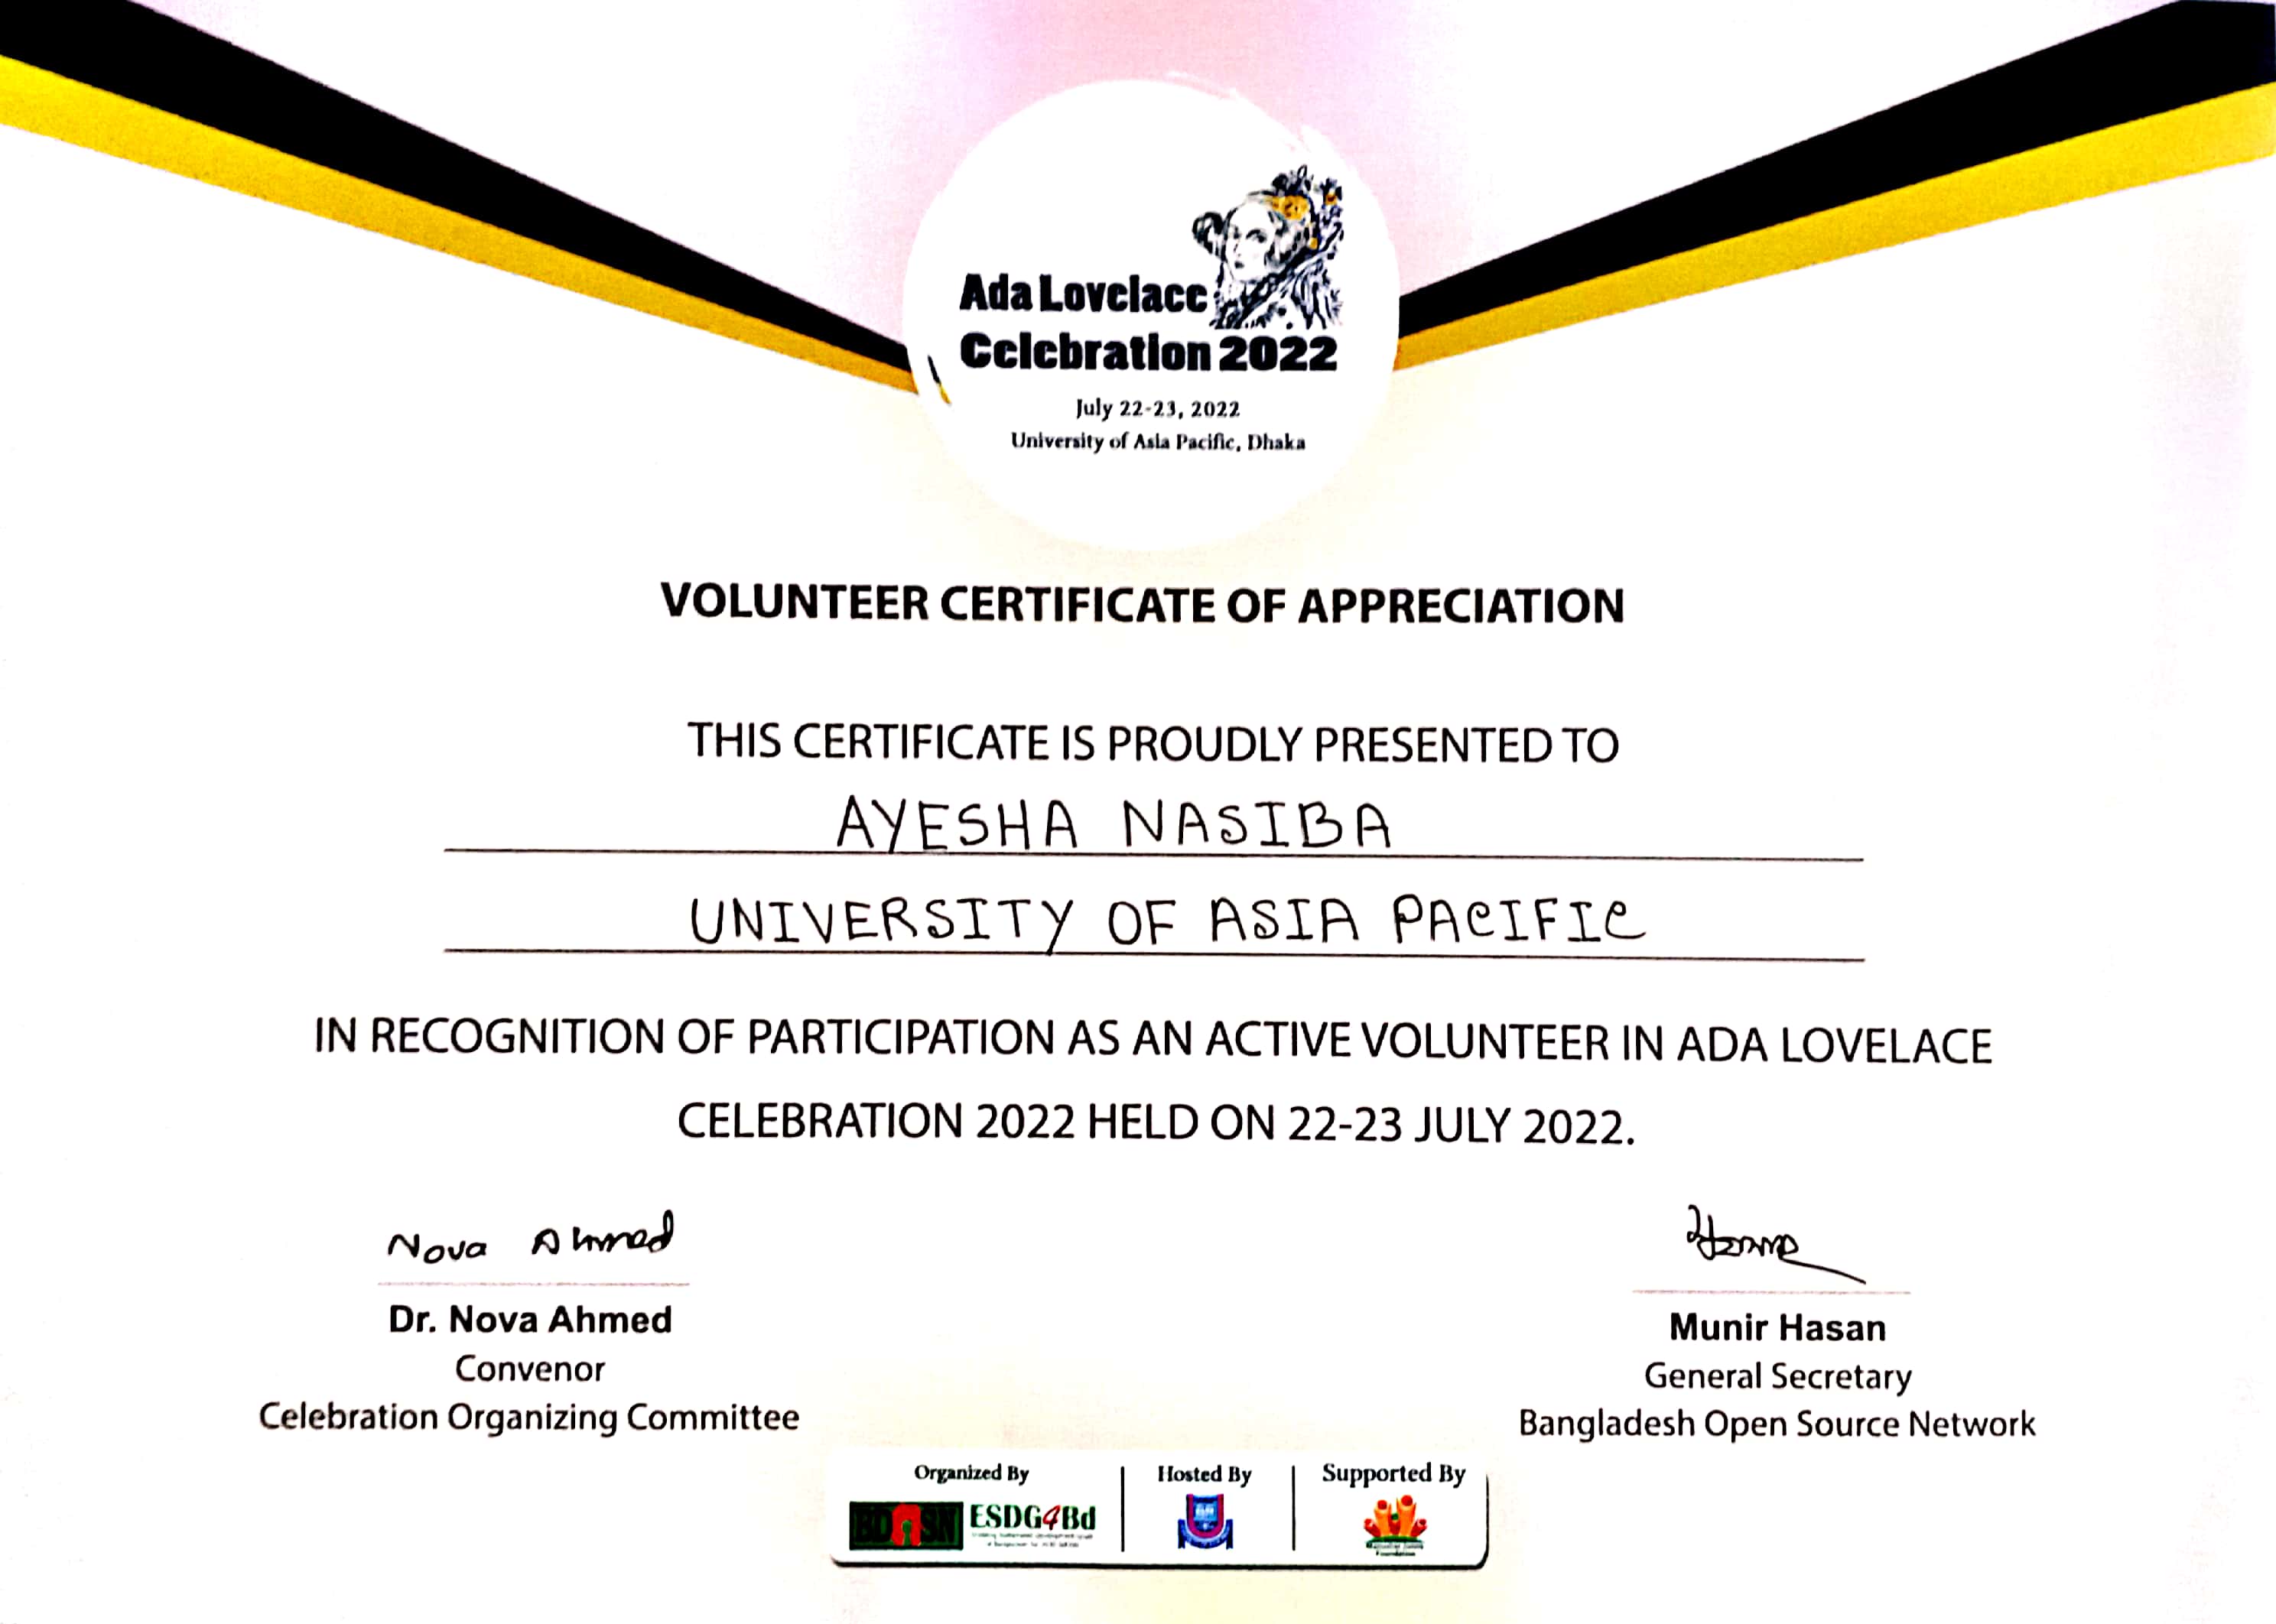 Ada Lovelace
Celebration 2022
July 22-23, 2022
University of Asia Pacific, Dhaka
VOLUNTEER CERTIFICATE OF APPRECIATION
THIS CERTIFICATE IS PROUDLY PRESENTED TO
AYESHA NASIBA
UNIVERSITY OF ASIA PACIFIC
IN RECOGNITION OF PARTICIPATION AS AN ACTIVE VOLUNTEER IN ADA LOVELACE
CELEBRATION 2022 HELD ON 22-23 JULY 2022.
Nova Ahmed
Dr. Nova Ahmed
Convenor
Celebration Organizing Committee
Munir Hasan
General Secretary
Bangladesh Open Source Network
Organized By
BDOSN ESDG4Bd
Hosted By
Supported By